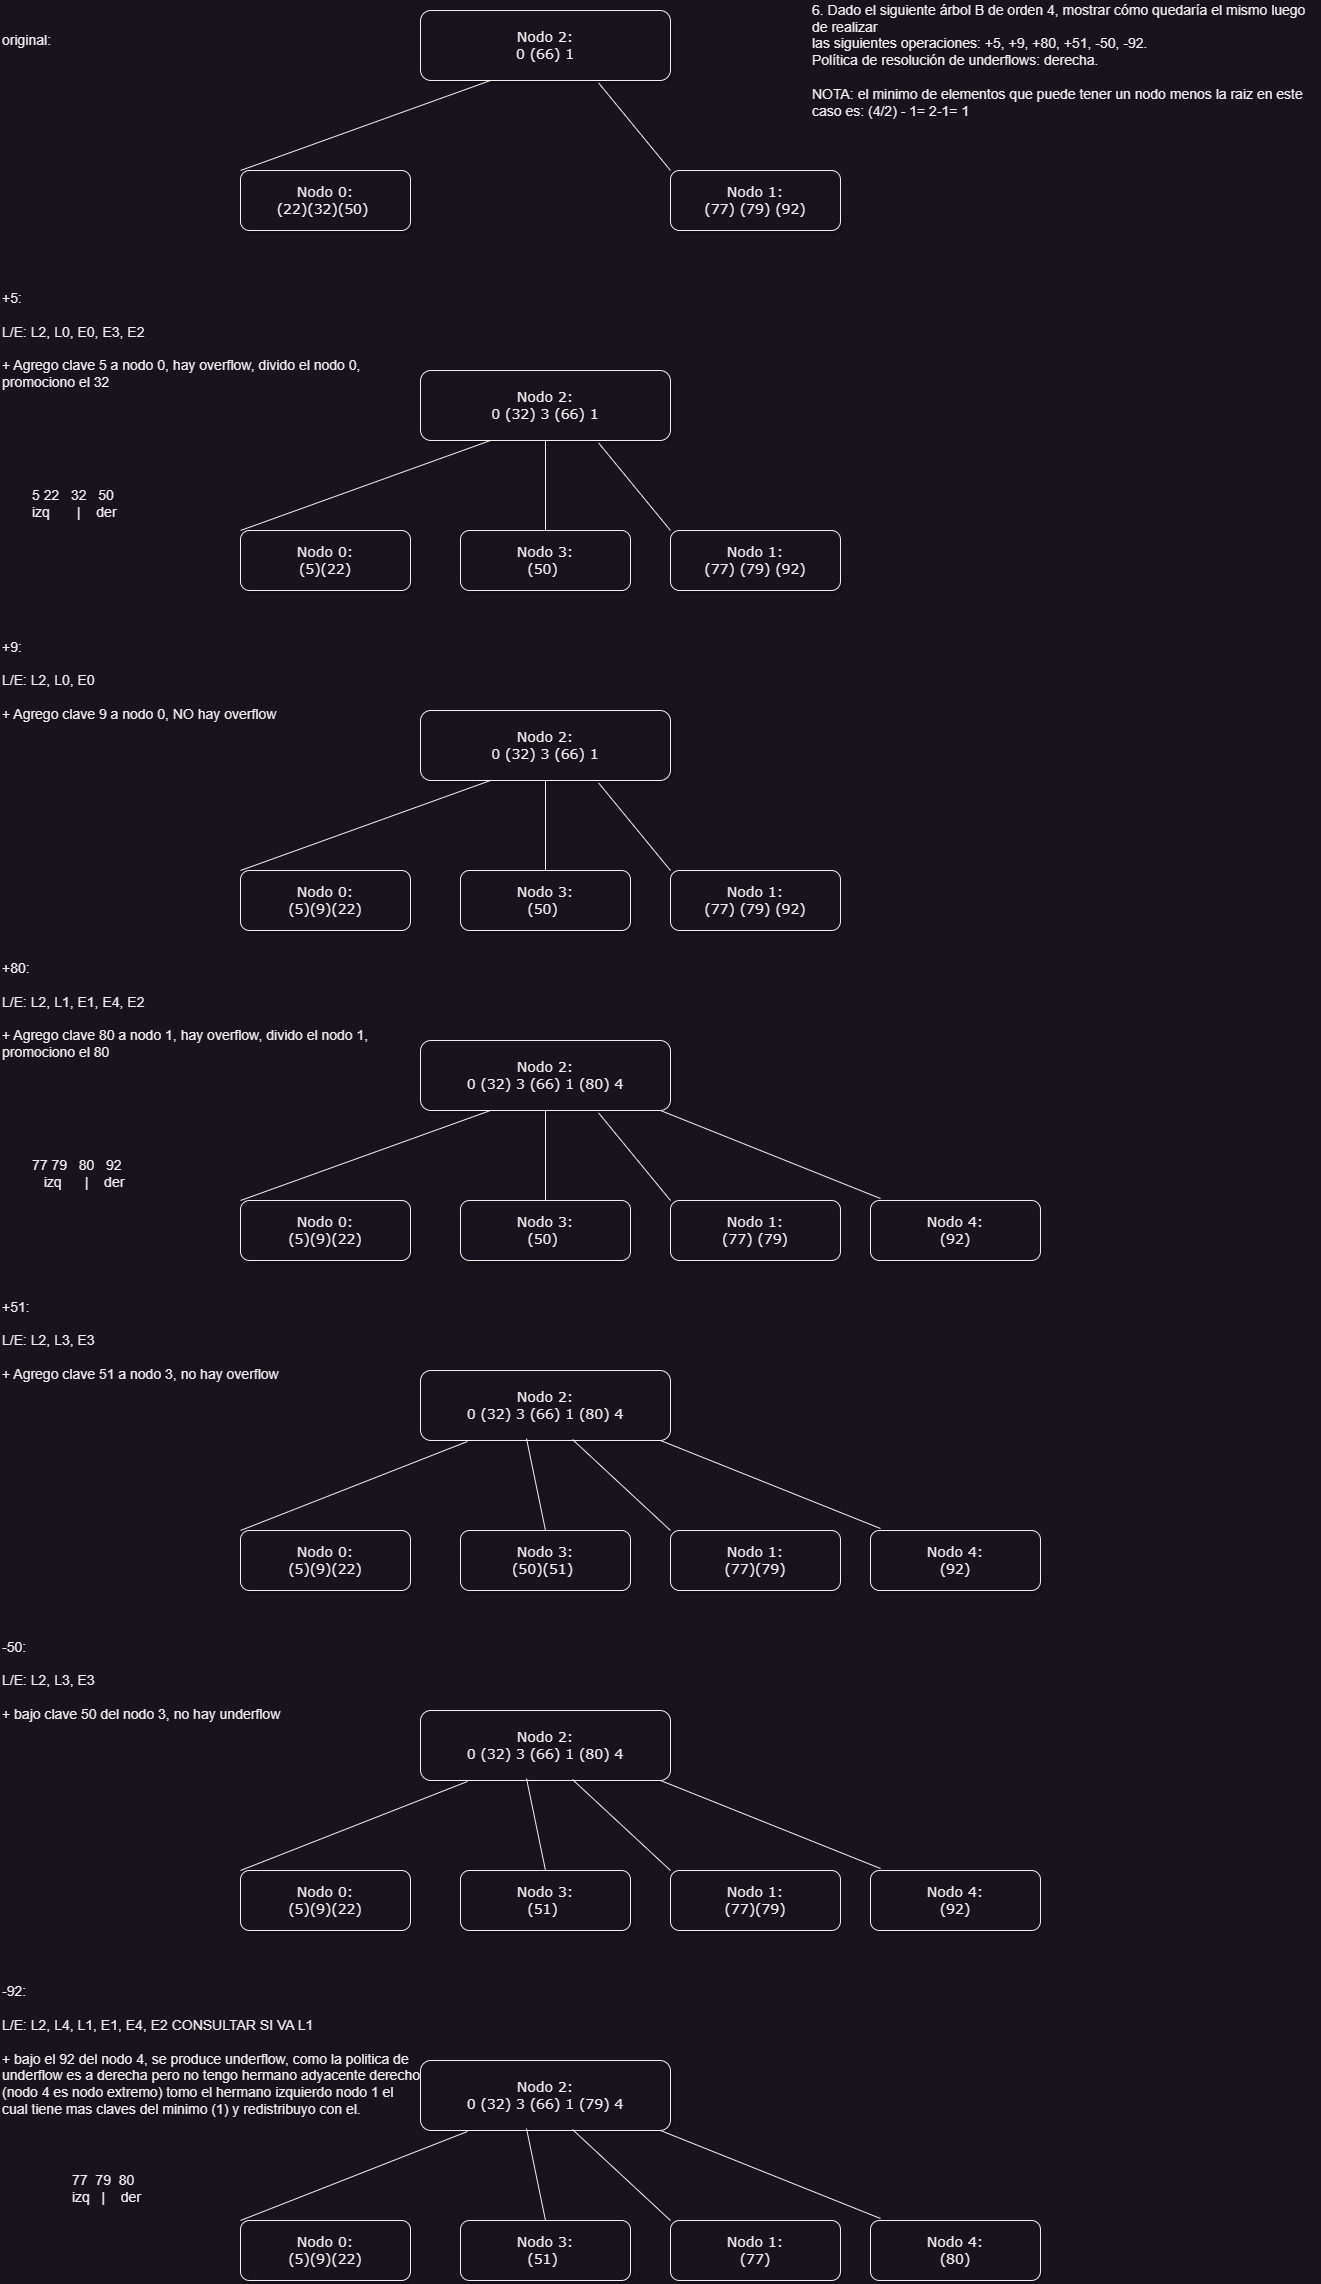 6. Dado el siguiente árbol B de orden 4, mostrar cómo quedaría el mismo luego
de realizar
las siguientes operaciones: +5, +9, +80, +51, -50, -92.
Política de resolución de underflows: derecha.
NOTA: el minimo de elementos que puede tener un nodo menos la raiz en este
caso es: (4/2) - 1= 2-1= 1
original:
Nodo 2:
0 (66) 1
Nodo 0:
(22)(32)(50)
Nodo 1:
(77) (79) (92)
+5:
L/E: L2, L0, E0, E3, E2
+ Agrego clave 5 a nodo 0, hay overflow, divido el nodo 0,
promociono el 32
Nodo 2:
0 (32) 3 (66) 1
5 22 32 50
izq | der
Nodo 0:
(5)(22)
Nodo 3:
(50)
Nodo 1:
(77) (79) (92)
+9:
L/E: L2, L0, E0
+ Agrego clave 9 a nodo 0, NO hay overflow
Nodo 2:
0 (32) 3 (66) 1
Nodo 0:
(5)(9)(22)
Nodo 3:
(50)
Nodo 1:
(77) (79) (92)
+80:
L/E: L2, L1, E1, E4, E2
+ Agrego clave 80 a nodo 1, hay overflow, divido el nodo 1,
promociono el 80
Nodo 2:
0 (32) 3 (66) 1 (80) 4
77 79 80 92
izq | der
Nodo 0:
(5)(9)(22)
Nodo 3:
(50)
Nodo 1:
(77) (79)
Nodo 4:
(92)
+51:
L/E: L2, L3, E3
+ Agrego clave 51 a nodo 3, no hay overflow
Nodo 2:
0 (32) 3 (66) 1 (80) 4
Nodo 0:
(5)(9)(22)
Nodo 3:
(50)(51)
Nodo 1:
(77)(79)
Nodo 4:
(92)
-50:
L/E: L2, L3, E3
+ bajo clave 50 del nodo 3, no hay underflow
Nodo 2:
0 (32) 3 (66) 1 (80) 4
Nodo 0:
(5)(9)(22)
Nodo 3:
(51)
Nodo 1:
(77)(79)
Nodo 4:
(92)
-92:
L/E: L2, L4, L1, E1, E4, E2 CONSULTAR SI VA L1
+ bajo el 92 del nodo 4, se produce underflow, como la politica de
underflow es a derecha pero no tengo hermano adyacente derecho
(nodo 4 es nodo extremo) tomo el hermano izquierdo nodo 1 el
cual tiene mas claves del minimo (1) y redistribuyo con el.
Nodo 2:
0 (32) 3 (66) 1 (79) 4
77 79 80
izq | der
Nodo 0:
(5)(9)(22)
Nodo 3:
(51)
Nodo 1:
(77)
Nodo 4:
(80)